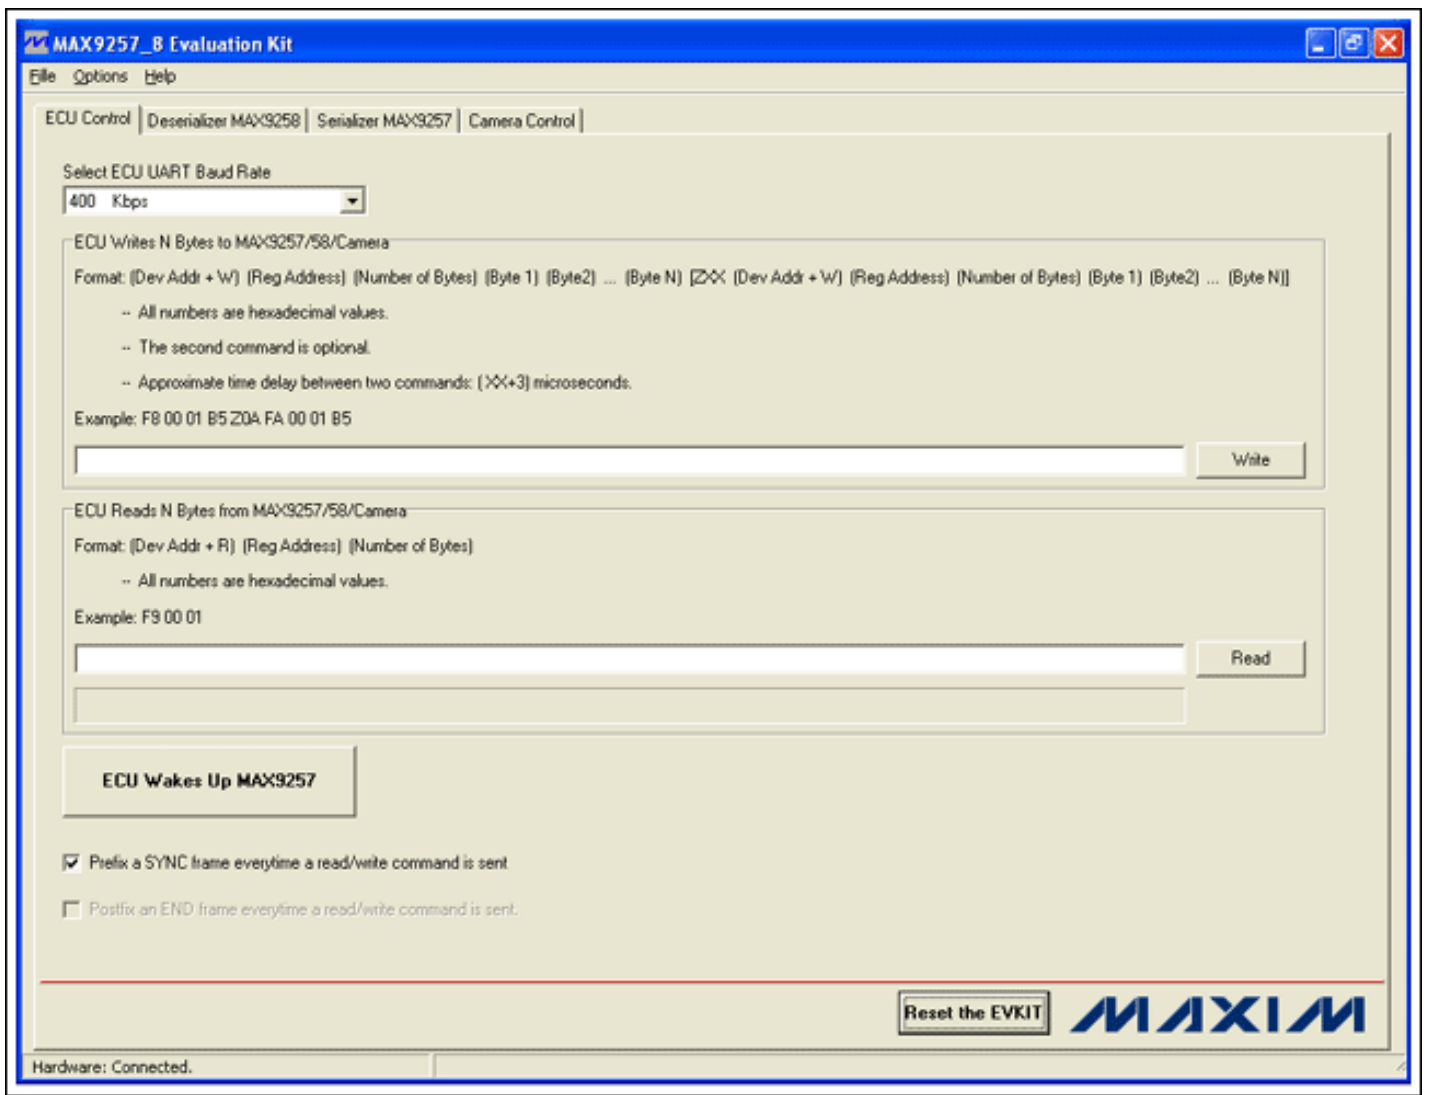 MAX9257_8 Evaluation Kit
File Options Help
ECU Control Deserializer MAX9258 Serializer MAX9257 Camera Control
Select ECU UART Baud Rate
400 Kbps
ECU Writes N Bytes to MAX9257/58/Camera
Format: (Dev Addr + W) (Reg Address) (Number of Bytes) (Byte 1) (Byte2) ... (Byte N) [ZXX (Dev Addr + W) (Reg Address) (Number of Bytes) (Byte 1) (Byte2) ... (Byte N)]
-- All numbers are hexadecimal values.
-- The second command is optional.
-- Approximate time delay between two commands: (XX+3) microseconds.
Example: F8 00 01 B5 Z0A FA 00 01 B5
Write
ECU Reads N Bytes from MAX9257/58/Camera
Format: (Dev Addr + R) (Reg Address) (Number of Bytes)
-- All numbers are hexadecimal values.
Example: F9 00 01
Read
ECU Wakes Up MAX9257
Prefix a SYNC frame everytime a read/write command is sent
Postfix an END frame everytime a read/write command is sent.
Reset the EVKIT MAXIM
Hardware: Connected.